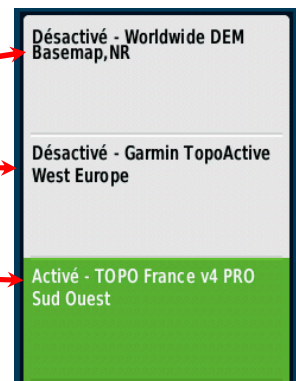 Désactivé - Worldwide DEM
Basemap,NR
Désactivé - Garmin TopoActive
West Europe
Activé - TOPO France v4 PRO
Sud Ouest